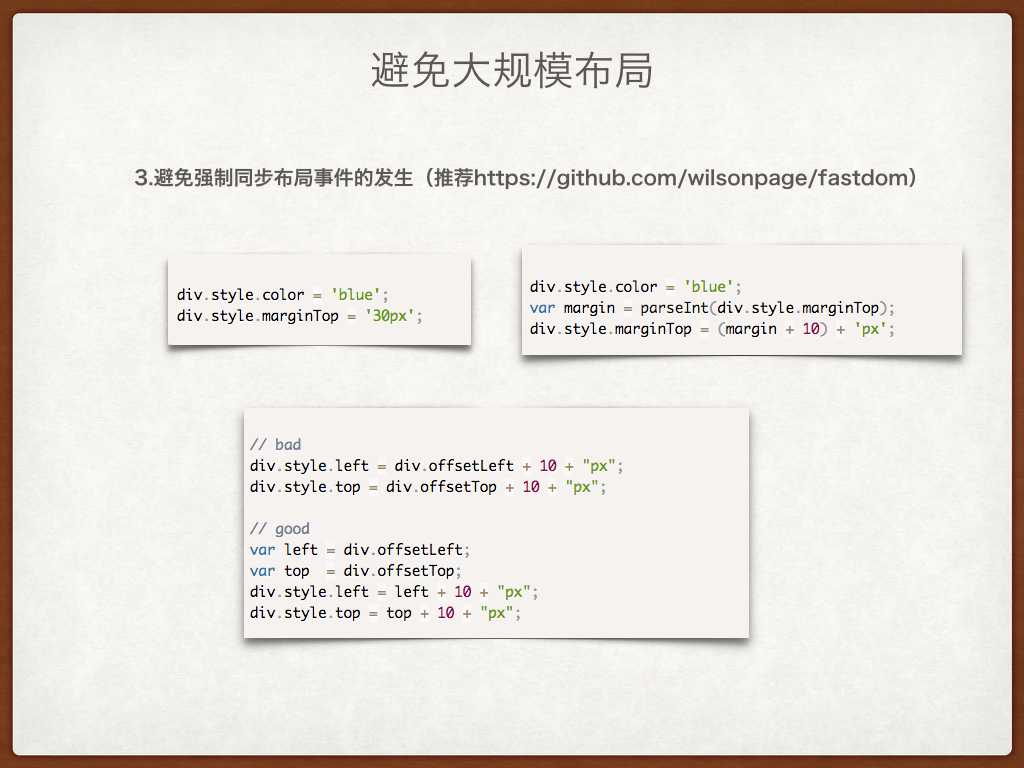 避免大规模布局
3.避免强制同步布局事件的发生（推荐https://github.com/wilsonpage/fastdom）
div.style.color = 'blue';
div.style.marginTop = '30px';
div.style.color = 'blue';
var margin = parseInt(div.style.marginTop);
div.style.marginTop = (margin + 10) + 'px';
// bad
div.style.left = div.offsetLeft + 10 + "px";
div.style.top = div.offsetTop + 10 + "px";
// good
var left = div.offsetLeft;
var top  = div.offsetTop;
div.style.left = left + 10 + "px";
div.style.top = top + 10 + "px";